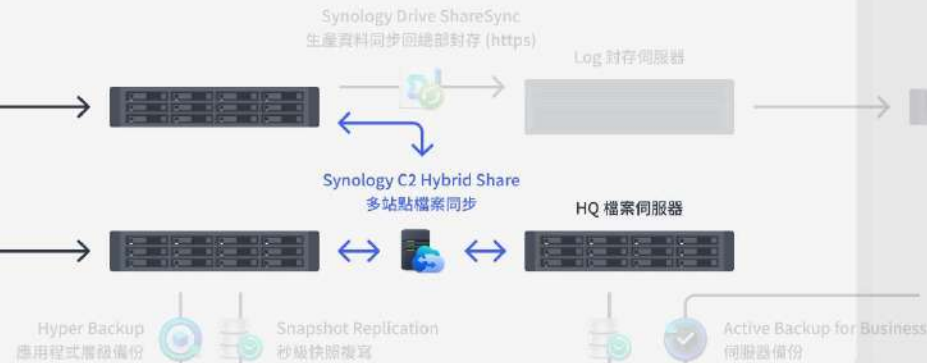 Synology Drive ShareSync
生產資料同步回總部封存 (https)
Log 封存伺服器
Synology C2 Hybrid Share
多站點檔案同步
HQ 檔案伺服器
Hyper Backup
應用程式層級備份
Snapshot Replication
秒級快照複寫
Active Backup for Business
伺服器備份